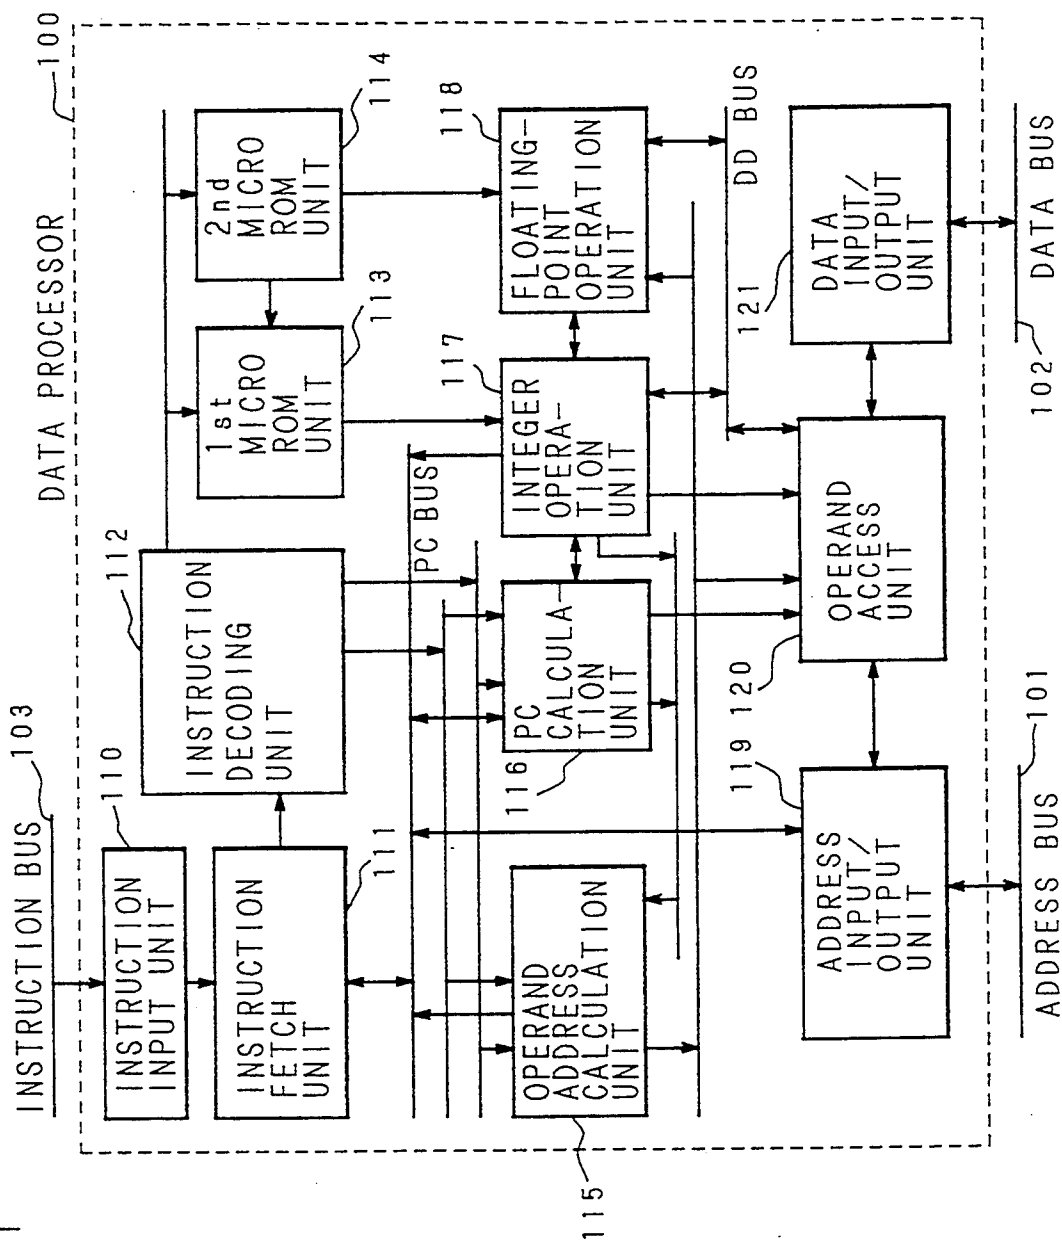 DATA PROCESSOR
100
INSTRUCTION BUS
103
110
INSTRUCTION
INPUT UNIT
INSTRUCTION
FETCH
UNIT
111
112
INSTRUCTION
DECODING
UNIT
1st
MICRO
ROM
UNIT
113
2nd
MICRO
ROM
UNIT
114
PC BUS
115
OPERAND
ADDRESS
CALCULATION
UNIT
116
PC
CALCULA-
TION
UNIT
117
INTEGER
OPERA-
TION
UNIT
118
FLOATING-
POINT
OPERATION
UNIT
DD BUS
119
ADDRESS
INPUT/
OUTPUT
UNIT
120
OPERAND
ACCESS
UNIT
121
DATA
INPUT/
OUTPUT
UNIT
101
ADDRESS BUS
102
DATA BUS